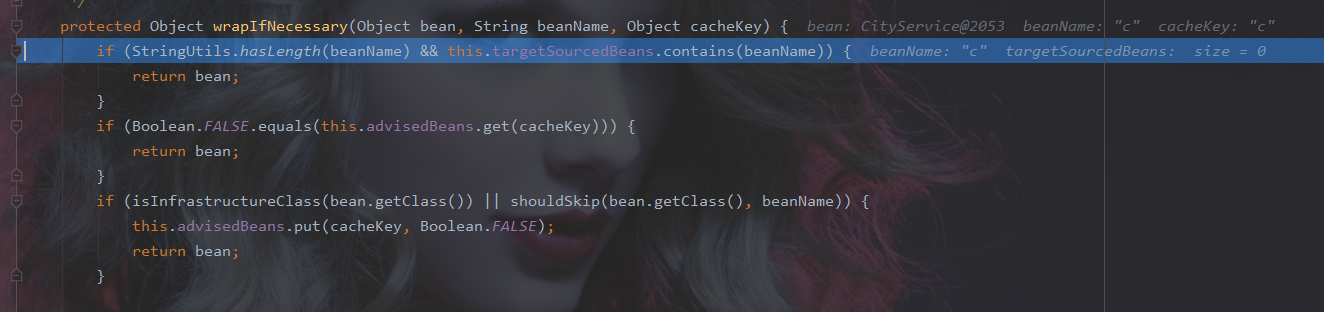 */
protected Object wrapIfNecessary(Object bean, String beanName, Object cacheKey) {  bean: CityService@2053  beanName: "c"  cacheKey: "c"
if (StringUtils.hasLength(beanName) && this.targetSourcedBeans.contains(beanName)) {  beanName: "c"  targetSourcedBeans:  size = 0
return bean;
}
if (Boolean.FALSE.equals(this.advisedBeans.get(cacheKey))) {
return bean;
}
if (isInfrastructureClass(bean.getClass()) || shouldSkip(bean.getClass(), beanName)) {
this.advisedBeans.put(cacheKey, Boolean.FALSE);
return bean;
}